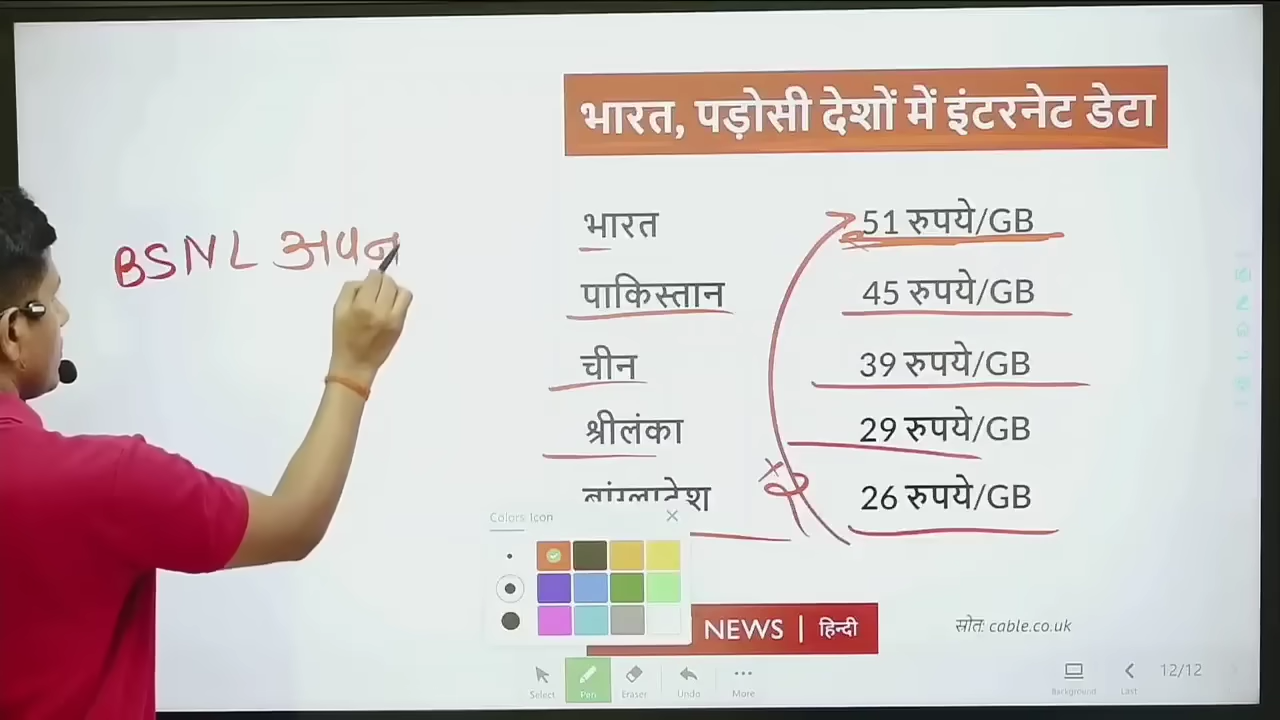 भारत, पड़ोसी देशों में इंटरनेट डेटा
BSNL अपन
भारत 51 रुपये/GB
पाकिस्तान 45 रुपये/GB
चीन 39 रुपये/GB
श्रीलंका 29 रुपये/GB
बांग्लादेश 26 रुपये/GB
Colors Icon
NEWS | हिन्दी
स्रोत: cable.co.uk
Select Pen Eraser Undo More Background Last 12/12